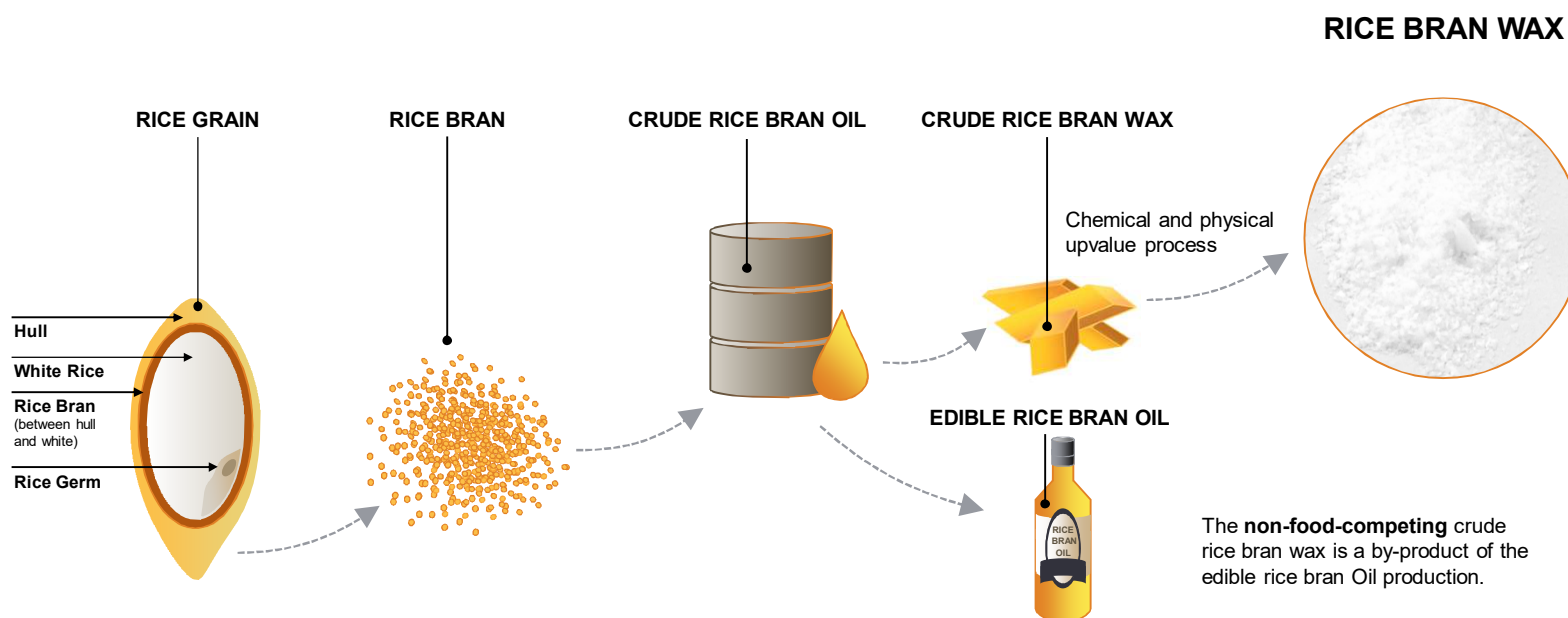 RICE BRAN WAX
RICE GRAIN
RICE BRAN
CRUDE RICE BRAN OIL
CRUDE RICE BRAN WAX
Chemical and physical
upvalue process
Hull
White Rice
Rice Bran
(between hull
and white)
Rice Germ
EDIBLE RICE BRAN OIL
RICE
BRAN
OIL
The non-food-competing crude
rice bran wax is a by-product of the
edible rice bran Oil production.